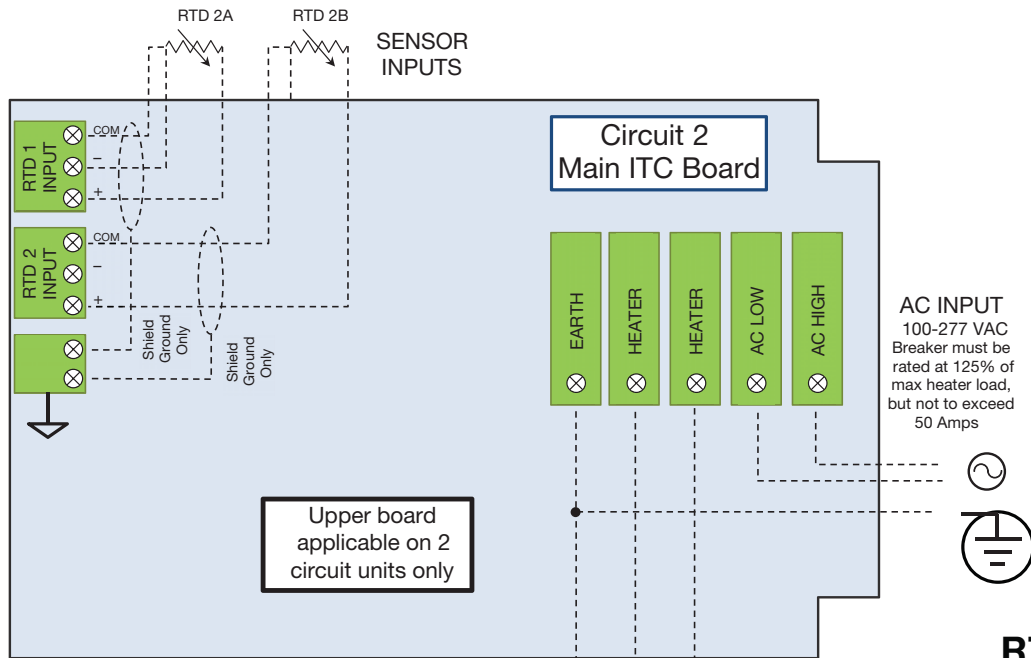 RTD 2A
RTD 2B
SENSOR
INPUTS
RTD 1
INPUT
COM
–
+
RTD 2
INPUT
COM
–
+
Shield
Ground
Only
Shield
Ground
Only
Circuit 2
Main ITC Board
EARTH
HEATER
HEATER
AC LOW
AC HIGH
AC INPUT
100-277 VAC
Breaker must be
rated at 125% of
max heater load,
but not to exceed
50 Amps
Upper board
applicable on 2
circuit units only